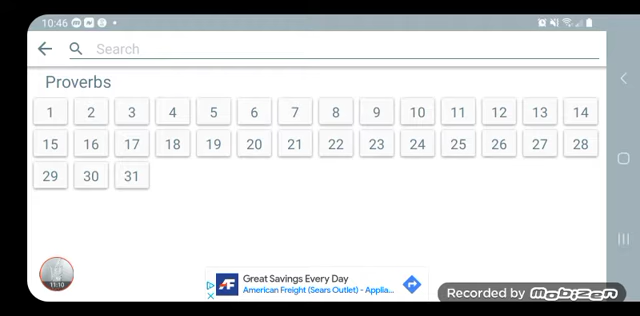 10:46
Search
Proverbs
1 2 3 4 5 6 7 8 9 10 11 12 13 14
15 16 17 18 19 20 21 22 23 24 25 26 27 28
29 30 31
11:10
Great Savings Every Day
American Freight (Sears Outlet) - Applia...
Recorded by MOBIZEN